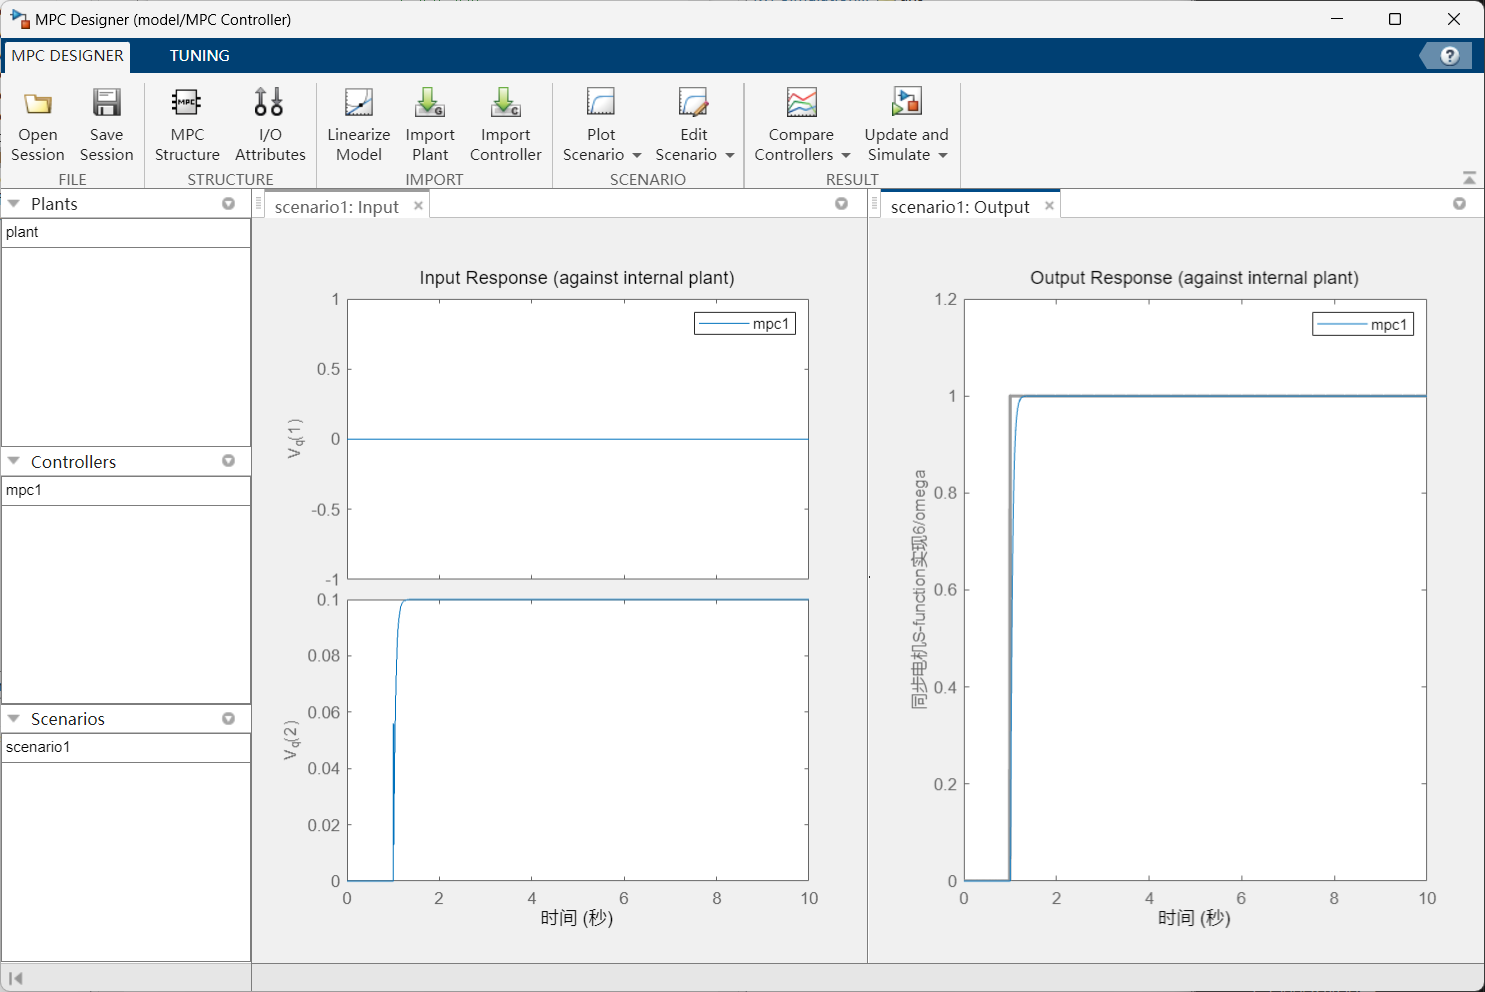 MPC Designer (model/MPC Controller)
MPC DESIGNER
TUNING
?
MPC
G
C
Open Session
Save Session
MPC Structure
I/O Attributes
Linearize Model
Import Plant
Import Controller
Plot Scenario
Edit Scenario
Compare Controllers
Update and Simulate
FILE
STRUCTURE
IMPORT
SCENARIO
RESULT
Plants
plant
Controllers
mpc1
Scenarios
scenario1
scenario1: Input
Input Response (against internal plant)
mpc1
1
0.5
0
-0.5
-1
Vq(1)
0.1
0.08
0.06
0.04
0.02
0
Vq(2)
0 2 4 6 8 10
时间 (秒)
scenario1: Output
Output Response (against internal plant)
mpc1
1.2
1
0.8
0.6
0.4
0.2
0
同步电机S-function实现6/omega
0 2 4 6 8 10
时间 (秒)